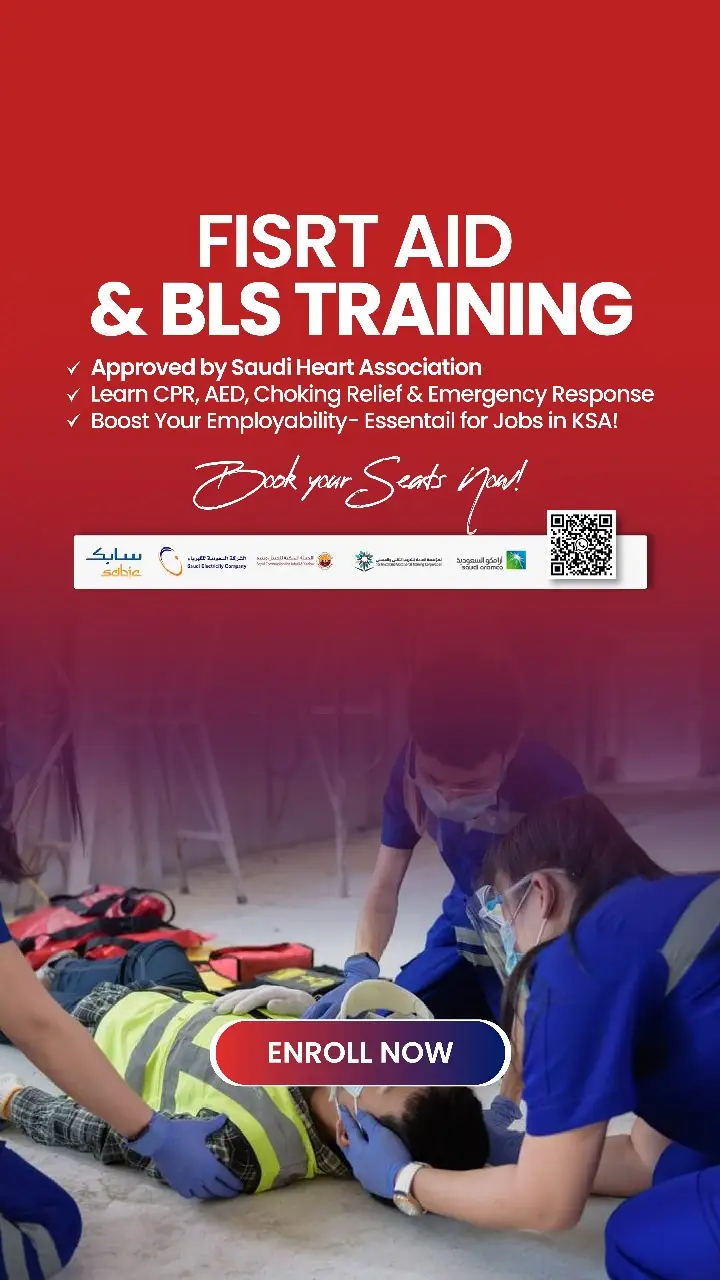 FISRT AID
& BLS TRAINING
✓ Approved by Saudi Heart Association
✓ Learn CPR, AED, Choking Relief & Emergency Response
✓ Boost Your Employability- Essentail for Jobs in KSA!
Book your Seats Now!
سابك
sabic
الشركة السعودية للكهرباء
Saudi Electricity Company
أرامكو السعودية
saudi aramco
ENROLL NOW